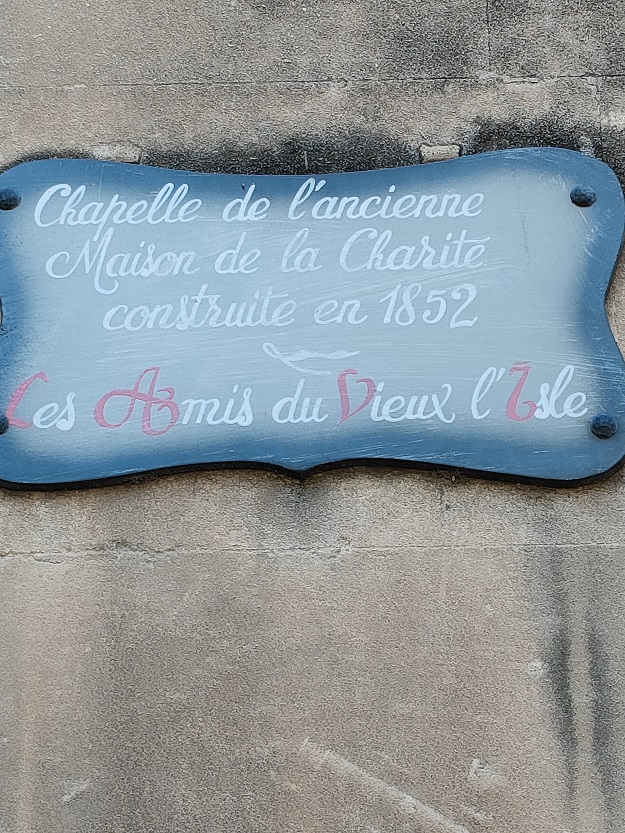 Chapelle de l'ancienne
Maison de la Charité
construite en 1852
Les Amis du Vieux l'Isle